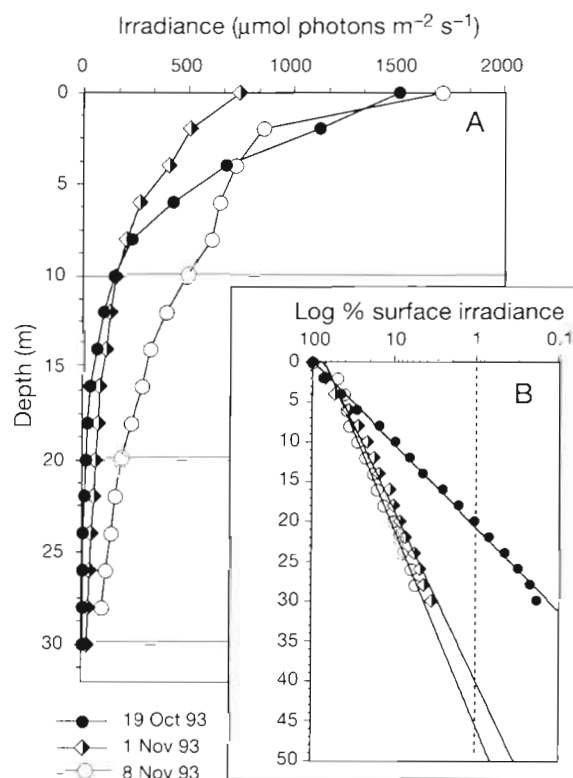 Irradiance (μmol photons m⁻² s⁻¹)
0 500 1000 1500 2000
A
Depth (m)
0
5
10
15
20
25
30
Log % surface irradiance
100 10 1 0.1
B
0
5
10
15
20
25
30
35
40
45
50
19 Oct 93
1 Nov 93
8 Nov 93